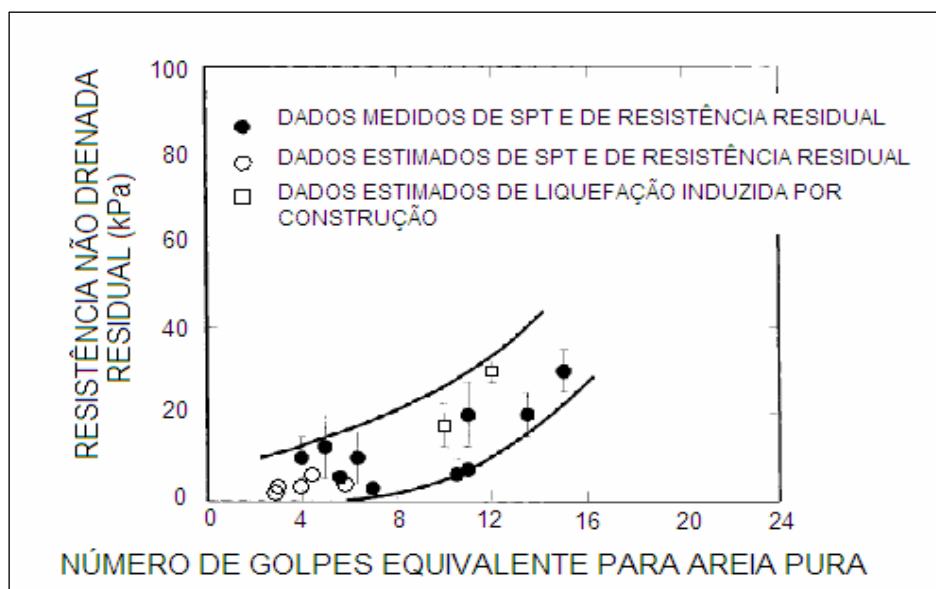 100
80
60
40
20
0
RESISTÊNCIA NÃO DRENADA
RESIDUAL (kPa)
DADOS MEDIDOS DE SPT E DE RESISTÊNCIA RESIDUAL
DADOS ESTIMADOS DE SPT E DE RESISTÊNCIA RESIDUAL
DADOS ESTIMADOS DE LIQUEFAÇÃO INDUZIDA POR
CONSTRUÇÃO
0 4 8 12 16 20 24
NÚMERO DE GOLPES EQUIVALENTE PARA AREIA PURA